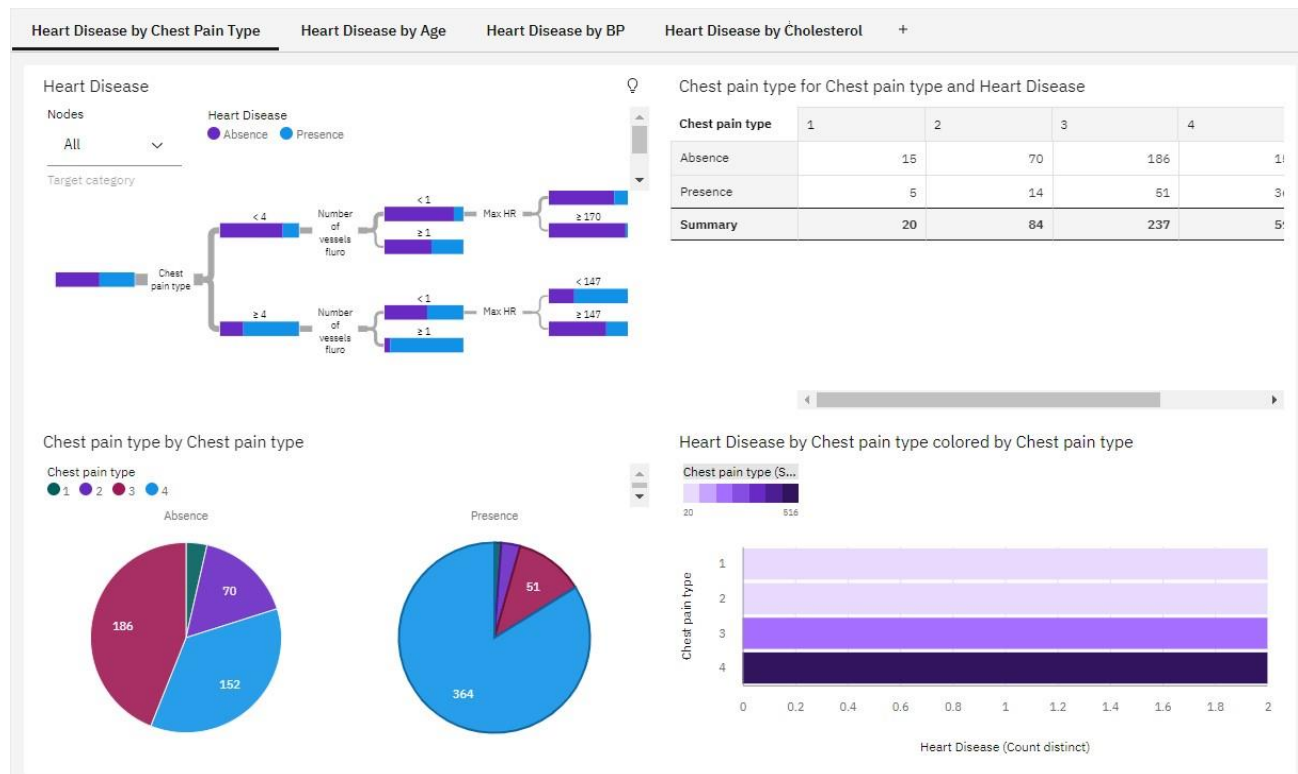 Heart Disease by Chest Pain Type Heart Disease by Age Heart Disease by BP Heart Disease by Cholesterol +
Heart Disease
Nodes
All
Target category
Heart Disease
Absence Presence
Chest pain type
< 4
≥ 4
Number of vessels fluro
< 1
≥ 1
Max HR
≥ 170
Number of vessels fluro
< 1
≥ 1
Max HR
< 147
≥ 147
Chest pain type for Chest pain type and Heart Disease
Chest pain type 1 2 3 4
Absence 15 70 186
Presence 5 14 51
Summary 20 84 237
Chest pain type by Chest pain type
Chest pain type
1 2 3 4
Absence
186
70
152
Presence
51
364
Heart Disease by Chest pain type colored by Chest pain type
Chest pain type (S...
20 516
Chest pain type
1
2
3
4
0 0.2 0.4 0.6 0.8 1 1.2 1.4 1.6 1.8 2
Heart Disease (Count distinct)